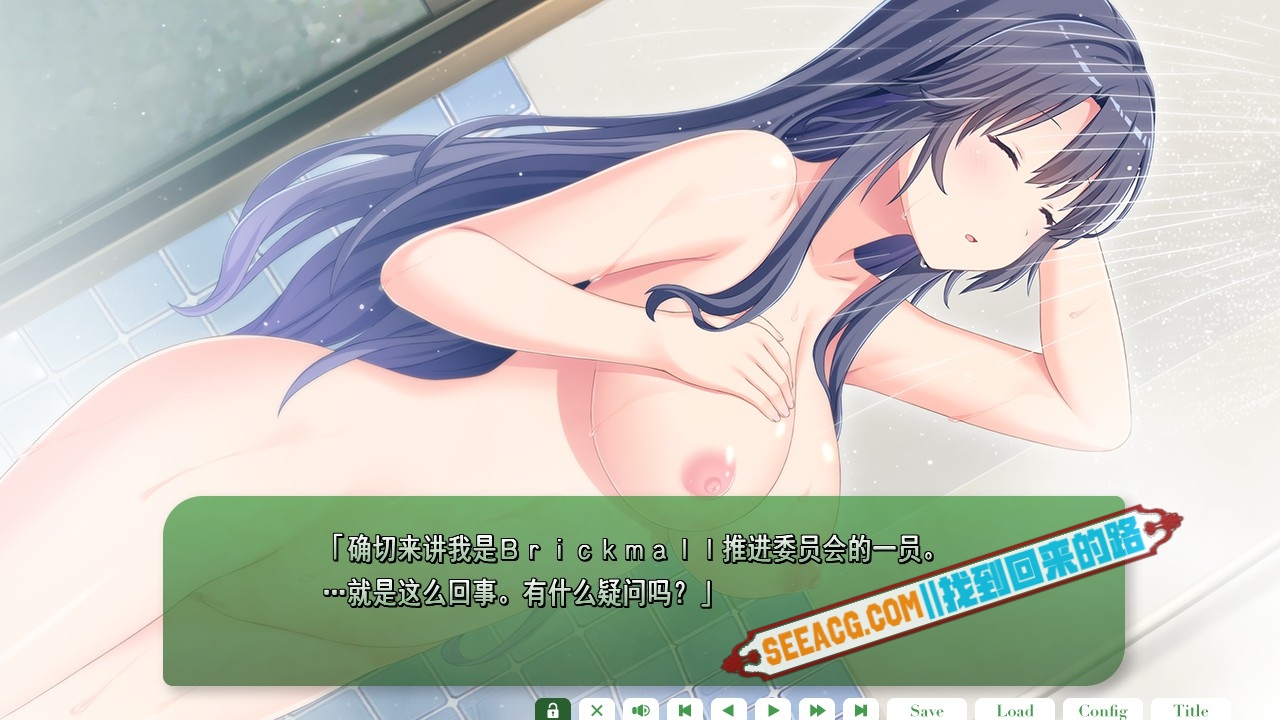 「确切来讲我是Ｂｒｉｃｋｍａｌｌ推进委员会的一员。
…就是这么回事。有什么疑问吗？」
SEEACG.COM||找到回来的路
Save Load Config Title